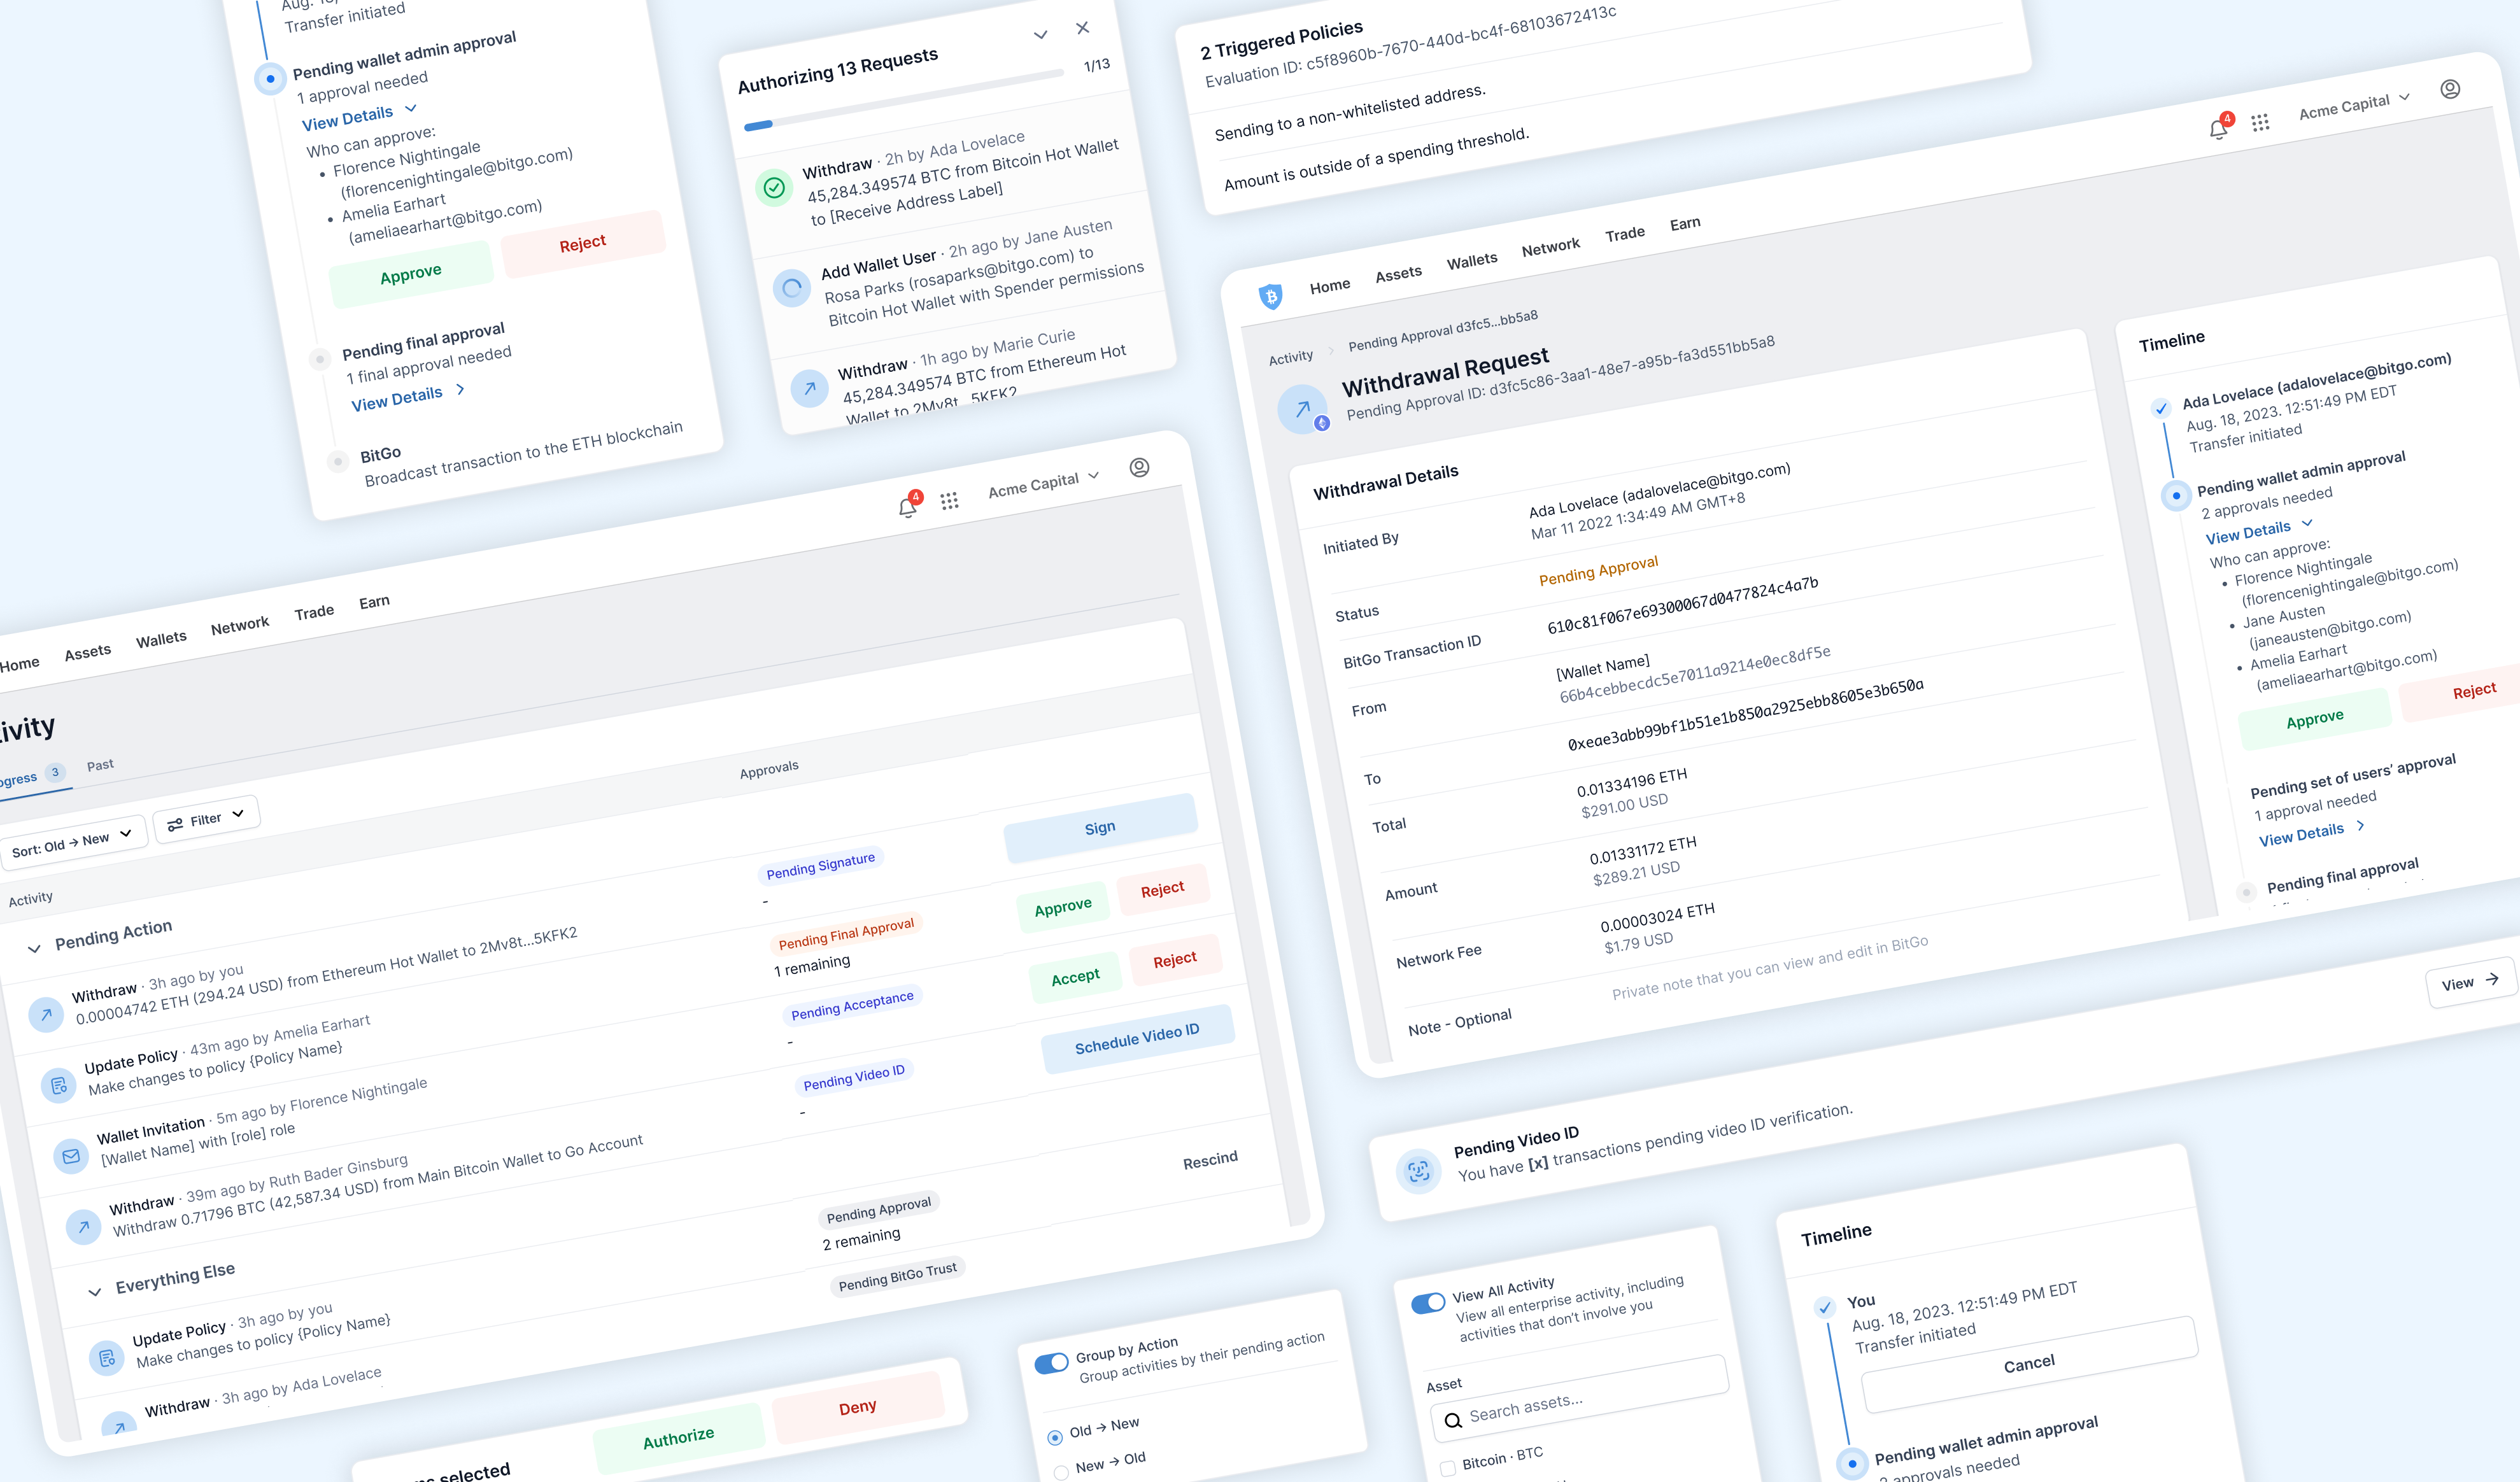 Transfer initiated
Pending wallet admin approval
1 approval needed
View Details
Who can approve:
• Florence Nightingale
(florencenightingale@bitgo.com)
• Amelia Earhart
(ameliaearhart@bitgo.com)
Approve
Reject
Pending final approval
1 final approval needed
View Details
BitGo
Broadcast transaction to the ETH blockchain
Authorizing 13 Requests
1/13
Withdraw · 2h by Ada Lovelace
45,284.349574 BTC from Bitcoin Hot Wallet
to [Receive Address Label]
Add Wallet User · 2h ago by Jane Austen
Rosa Parks (rosaparks@bitgo.com) to
Bitcoin Hot Wallet with Spender permissions
Withdraw · 1h ago by Marie Curie
45,284.349574 BTC from Ethereum Hot
Wallet to 2Mv8t...5KFK2
2 Triggered Policies
Evaluation ID: c5f8960b-7670-440d-bc4f-68103672413c
Sending to a non-whitelisted address.
Amount is outside of a spending threshold.
Home
Assets
Wallets
Network
Trade
Earn
4
Acme Capital
Activity
Pending Approval d3fc5...bb5a8
Withdrawal Request
Pending Approval ID: d3fc5c86-3aa1-48e7-a95b-fa3d551bb5a8
Withdrawal Details
Initiated By
Ada Lovelace (adalovelace@bitgo.com)
Mar 11 2022 1:34:49 AM GMT+8
Status
Pending Approval
BitGo Transaction ID
610c81f067e69300067d0477824c4a7b
From
[Wallet Name]
66b4cebbecdc5e7011a9214e0ec8df5e
To
0xeae3abb99bf1b51e1b850a2925ebb8605e3b650a
Total
0.01334196 ETH
$291.00 USD
Amount
0.01331172 ETH
$289.21 USD
Network Fee
0.00003024 ETH
$1.79 USD
Note - Optional
Private note that you can view and edit in BitGo
Timeline
Ada Lovelace (adalovelace@bitgo.com)
Aug. 18, 2023. 12:51:49 PM EDT
Transfer initiated
Pending wallet admin approval
2 approvals needed
View Details
Who can approve:
• Florence Nightingale
(florencenightingale@bitgo.com)
• Jane Austen
(janeausten@bitgo.com)
• Amelia Earhart
(ameliaearhart@bitgo.com)
Approve
Reject
Pending set of users’ approval
1 approval needed
View Details
Pending final approval
Home
Assets
Wallets
Network
Trade
Earn
4
Acme Capital
3
Past
Sort: Old → New
Filter
Activity
Approvals
Pending Action
Withdraw · 3h ago by you
0.00004742 ETH (294.24 USD) from Ethereum Hot Wallet to 2Mv8t...5KFK2
Pending Signature
-
Sign
Update Policy · 43m ago by Amelia Earhart
Make changes to policy {Policy Name}
Pending Final Approval
1 remaining
Approve
Reject
Wallet Invitation · 5m ago by Florence Nightingale
[Wallet Name] with [role] role
Pending Acceptance
-
Accept
Reject
Withdraw · 39m ago by Ruth Bader Ginsburg
Withdraw 0.71796 BTC (42,587.34 USD) from Main Bitcoin Wallet to Go Account
Pending Video ID
-
Schedule Video ID
Everything Else
Update Policy · 3h ago by you
Make changes to policy {Policy Name}
Pending Approval
2 remaining
Rescind
Withdraw · 3h ago by Ada Lovelace
Pending BitGo Trust
selected
Authorize
Deny
Group by Action
Group activities by their pending action
Old → New
New → Old
Pending Video ID
You have [x] transactions pending video ID verification.
View →
View All Activity
View all enterprise activity, including
activities that don’t involve you
Asset
Search assets...
Bitcoin · BTC
Timeline
You
Aug. 18, 2023. 12:51:49 PM EDT
Transfer initiated
Cancel
Pending wallet admin approval
2 approvals needed